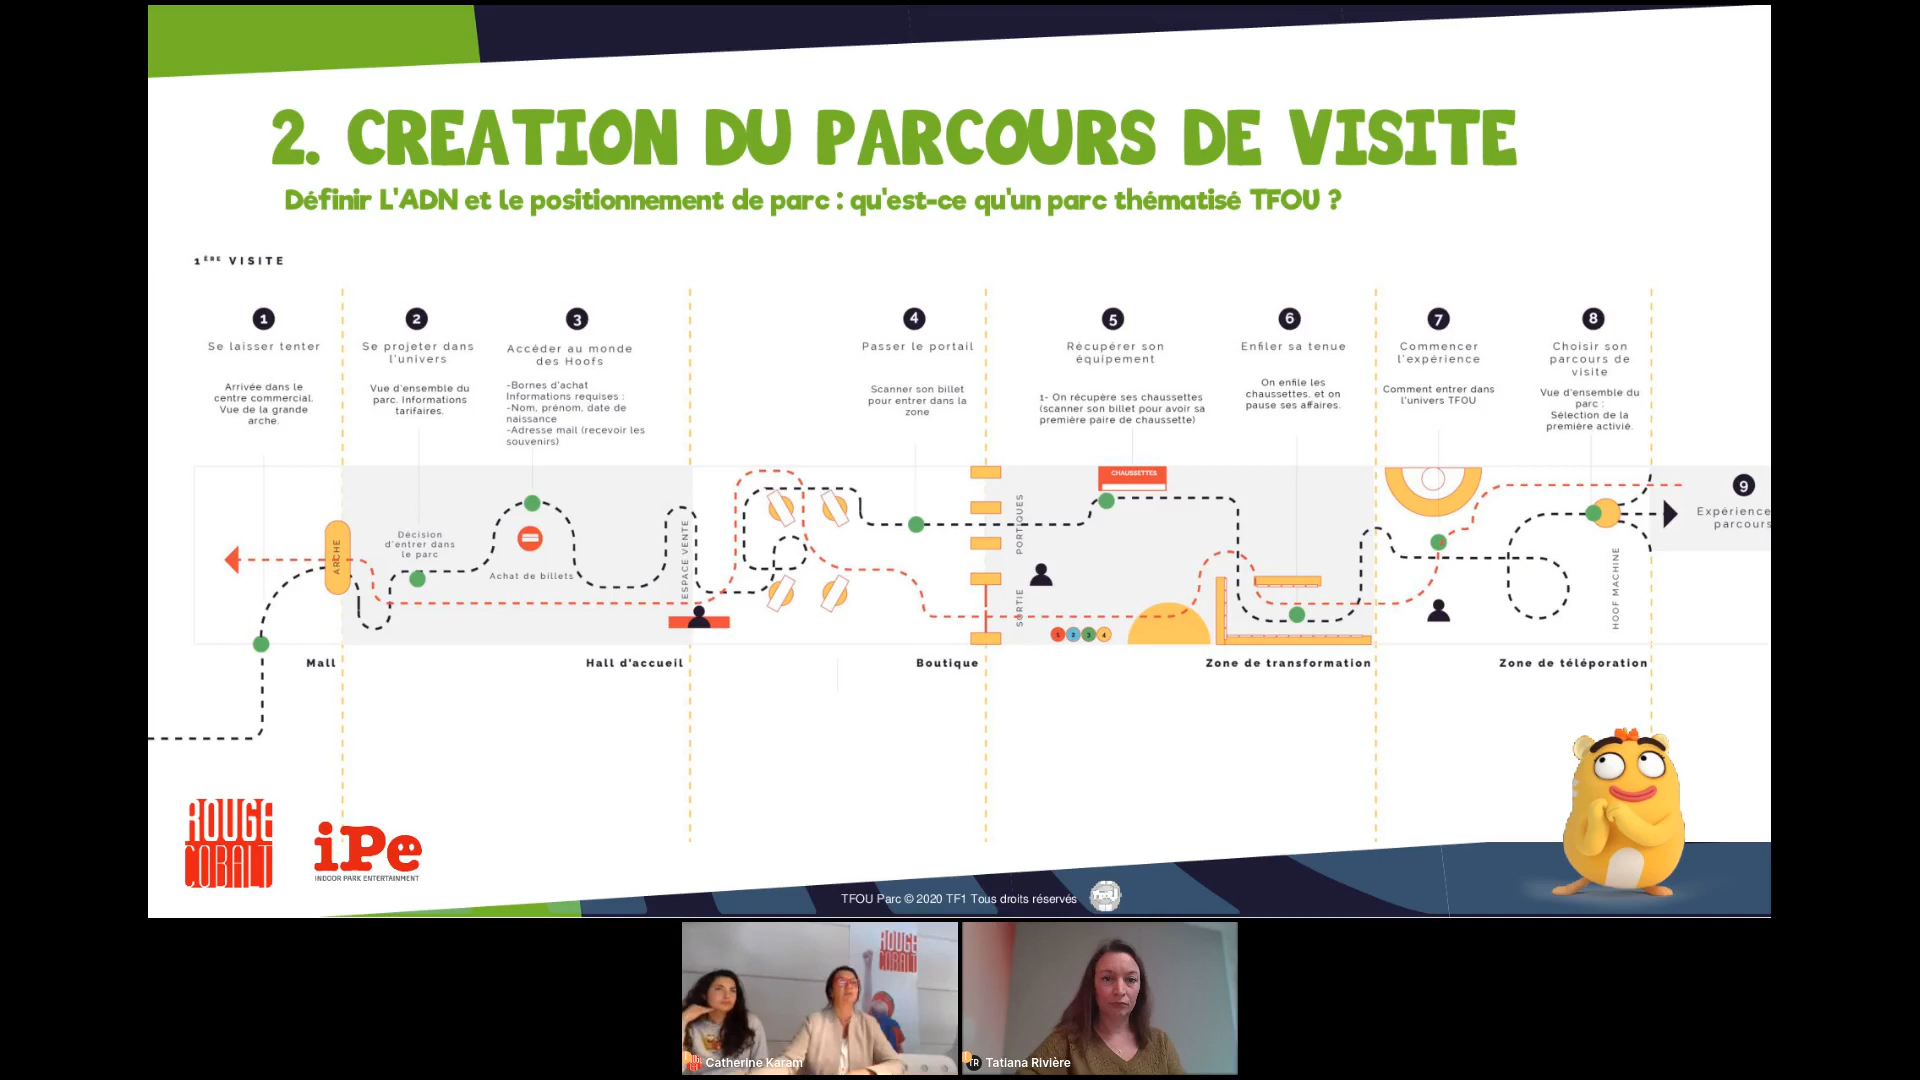 2. CREATION DU PARCOURS DE VISITE
Définir L'ADN et le positionnement de parc : qu'est-ce qu'un parc thématisé TFOU ?
1ÈRE VISITE
1
Se laisser tenter
Arrivée dans le
centre commercial.
Vue de la grande
arche.
2
Se projeter dans
l'univers
Vue d'ensemble du
parc. Informations
tarifaires.
3
Accéder au monde
des Hoofs
-Bornes d'achat
Informations requises :
-Nom, prénom, date de
naissance
-Adresse mail (recevoir les
souvenirs)
4
Passer le portail
Scanner son billet
pour entrer dans la
zone
5
Récupérer son
équipement
1- On récupère ses chaussettes
(scanner son billet pour avoir sa
première paire de chaussette)
6
Enfiler sa tenue
On enfile les
chaussettes, et on
pause ses affaires.
7
Commencer
l'expérience
Comment entrer dans
l'univers TFOU
8
Choisir son
parcours de
visite
Vue d'ensemble du
parc :
Sélection de la
première activié.
9
Expérience
parcours
ARCHE
Décision
d'entrer dans
le parc
Achat de billets
ESPACE VENTE
PORTIQUES
SORTIE
CHAUSSETTES
1 2 3 4
HOOF MACHINE
Mall
Hall d'accueil
Boutique
Zone de transformation
Zone de téléporation
ROUGE
COBALT
iPe
INDOOR PARK ENTERTAINMENT
TFOU Parc © 2020 TF1 Tous droits réservés
ROUGE
COBALT
Catherine Karam
TR
Tatiana Rivière